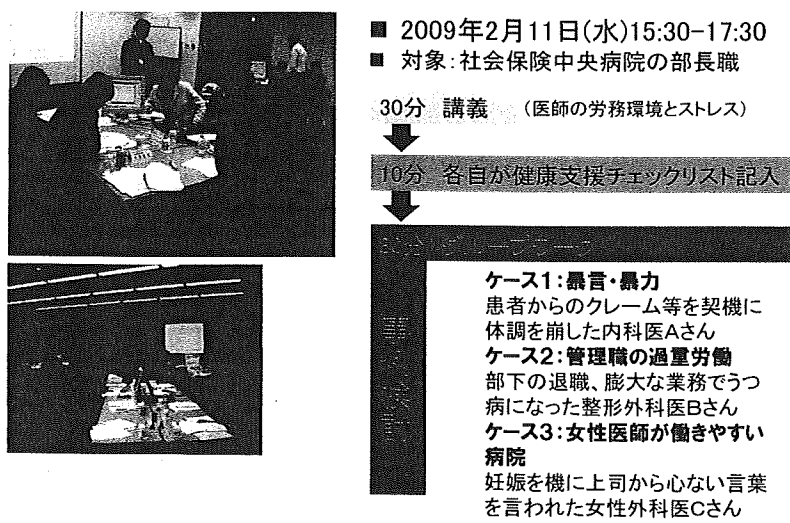 ■ 2009年2月11日(水)15:30-17:30
■ 対象:社会保険中央病院の部長職
30分 講義 (医師の労務環境とストレス)
10分 各自が健康支援チェックリスト記入
グループワーク
ケース1:暴言・暴力
患者からのクレーム等を契機に
体調を崩した内科医Aさん
ケース2:管理職の過重労働
部下の退職、膨大な業務でうつ
病になった整形外科医Bさん
ケース3:女性医師が働きやすい
病院
妊娠を機に上司から心ない言葉
を言われた女性外科医Cさん